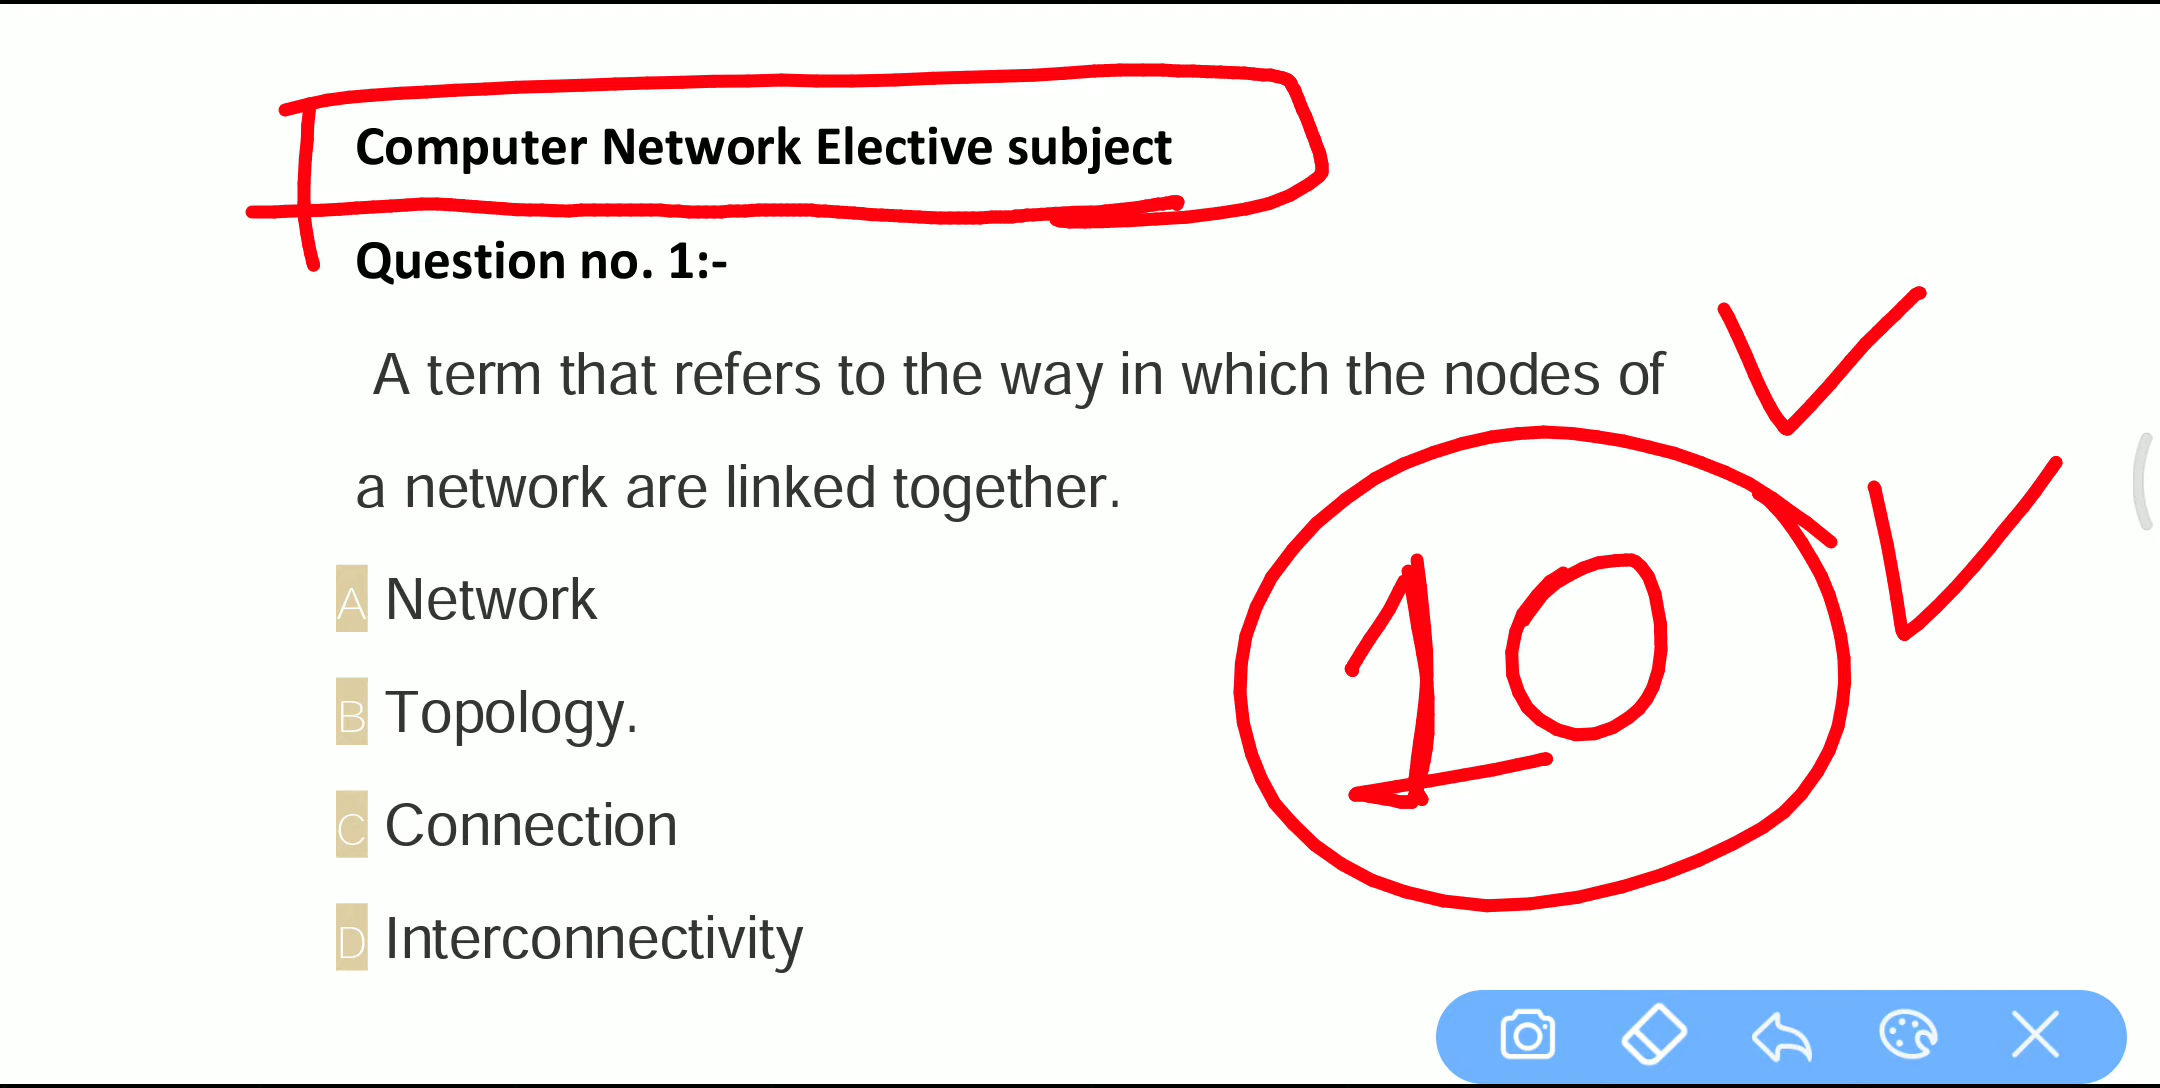 Computer Network Elective subject
Question no. 1:-
A term that refers to the way in which the nodes of
a network are linked together.
10
A Network
B Topology.
C Connection
D Interconnectivity